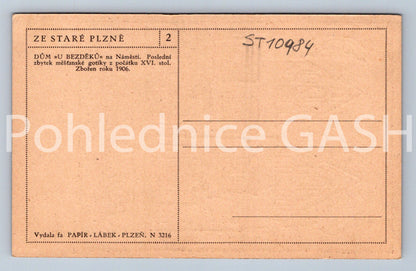 ZE STARÉ PLZNĚ 2
DŮM »U BEZDĚKŮ« na Náměstí. Poslední
zbytek měšťanské gotiky z počátku XVI. stol.
Zbořen roku 1906.
ST10984
Pohlednice GASH
Vydala fa PAPÍR - LÁBEK - PLZEŇ. N 3216